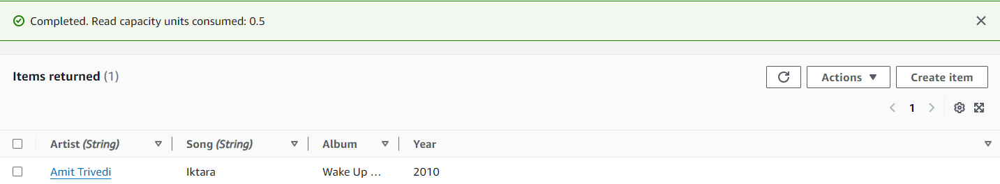 Completed. Read capacity units consumed: 0.5
Items returned (1)
Actions
Create item
1
Artist (String) Song (String) Album Year
Amit Trivedi Iktara Wake Up ... 2010